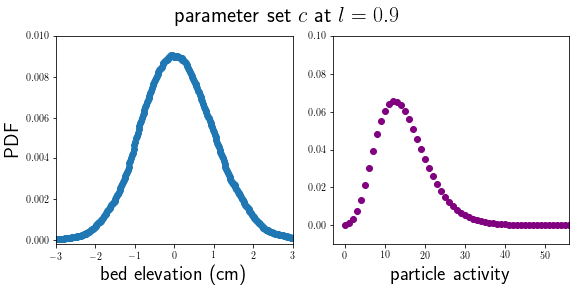 parameter set c at l = 0.9
PDF
0.010
0.008
0.006
0.004
0.002
0.000
−3 −2 −1 0 1 2 3
bed elevation (cm)
0.10
0.08
0.06
0.04
0.02
0.00
0 10 20 30 40 50
particle activity